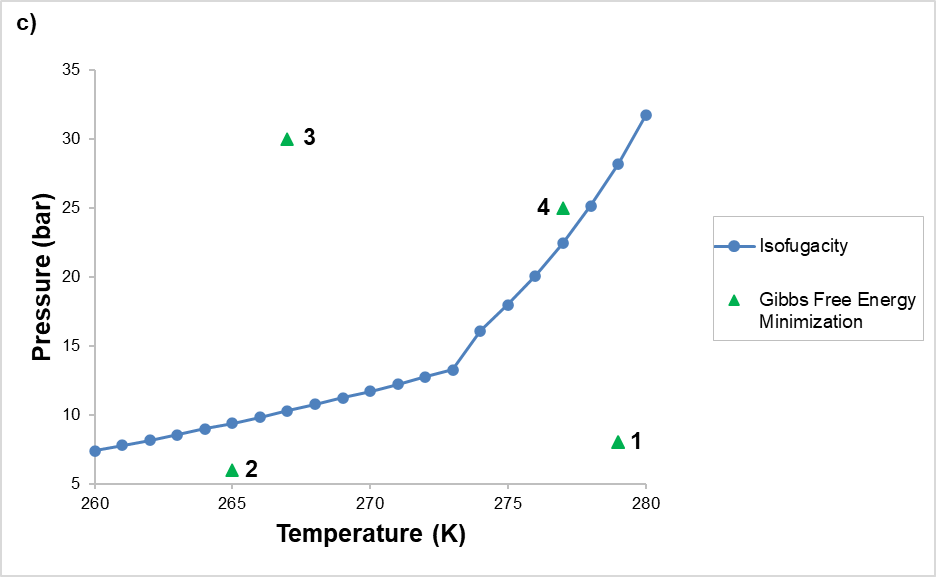 c)
35
30
25
20
15
10
5
Pressure (bar)
3
4
2
1
260
265
270
275
280
Temperature (K)
Isofugacity
Gibbs Free Energy
Minimization